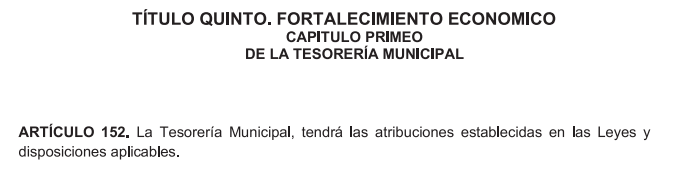 TÍTULO QUINTO. FORTALECIMIENTO ECONOMICO
CAPITULO PRIMEO
DE LA TESORERÍA MUNICIPAL
ARTÍCULO 152. La Tesorería Municipal, tendrá las atribuciones establecidas en las Leyes y
disposiciones aplicables.